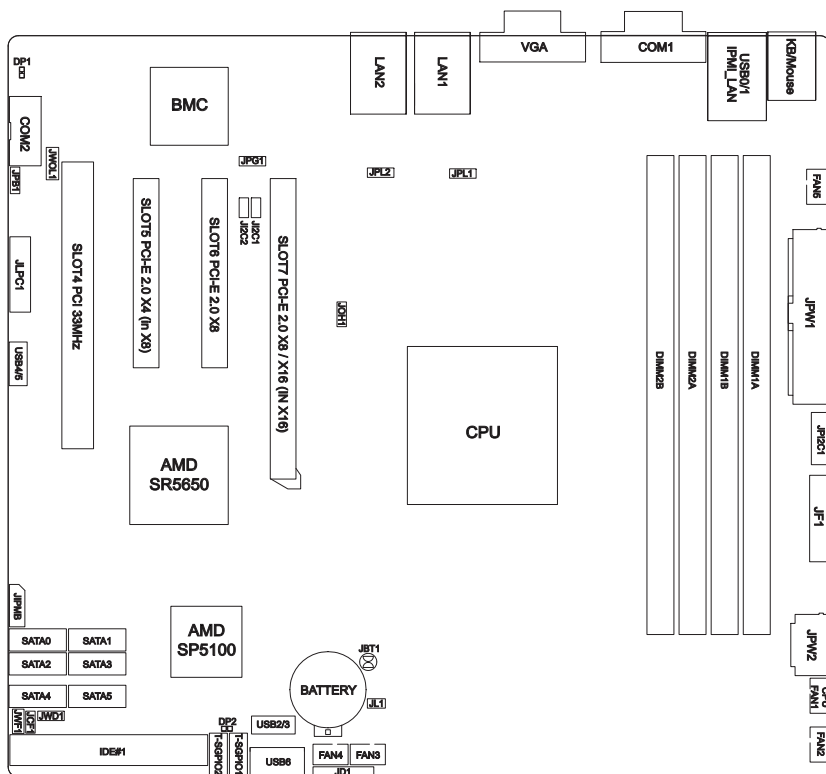 VGA
COM1
LAN2
LAN1
USB0/1
IPMI_LAN
KB/Mouse
DP1
BMC
COM2
JWOL1
JPB1
JPG1
JPL2
JPL1
FAN5
JI2C2
JI2C1
SLOT4 PCI 33MHz
SLOT5 PCI-E 2.0 X4 (In X8)
SLOT6 PCI-E 2.0 X8
SLOT7 PCI-E 2.0 X8 / X16 (IN X16)
JLPC1
USB4/5
JOH1
JPW1
DIMM2B
DIMM2A
DIMM1B
DIMM1A
CPU
JPI2C1
AMD
SR5650
JF1
JIPMB
AMD
SP5100
SATA0
SATA1
SATA2
SATA3
SATA4
SATA5
JBT1
BATTERY
JL1
JPW2
CPU
FAN1
JWF1
JCF1
JWD1
DP2
USB2/3
IDE#1
T-SGPIO2
T-SGPIO1
USB6
FAN4
FAN3
FAN2
JD1